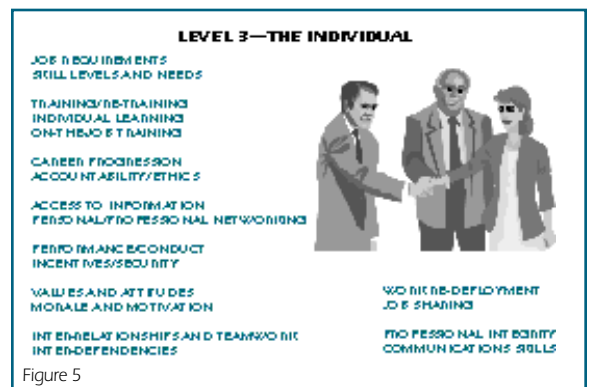 LEVEL 3—THE INDIVIDUAL
JOB REQUIREMENTS
SKILL LEVELS AND NEEDS
TRAINING/RE-TRAINING
INDIVIDUAL LEARNING
ON-THE-JOB TRAINING
CAREER PROGRESSION
ACCOUNTABILITY/ETHICS
ACCESS TO INFORMATION
PERSONAL/PROFESSIONAL NETWORKING
PERFORMANCE/CONDUCT
INCENTIVES/SECURITY
VALUES AND ATTITUDES
MORALE AND MOTIVATION
INTER-RELATIONSHIPS AND TEAMWORK
INTER-DEPENDENCIES
WORK RE-DEPLOYMENT
JOB SHARING
PROFESSIONAL INTEGRITY
COMMUNICATIONS SKILLS
Figure 5